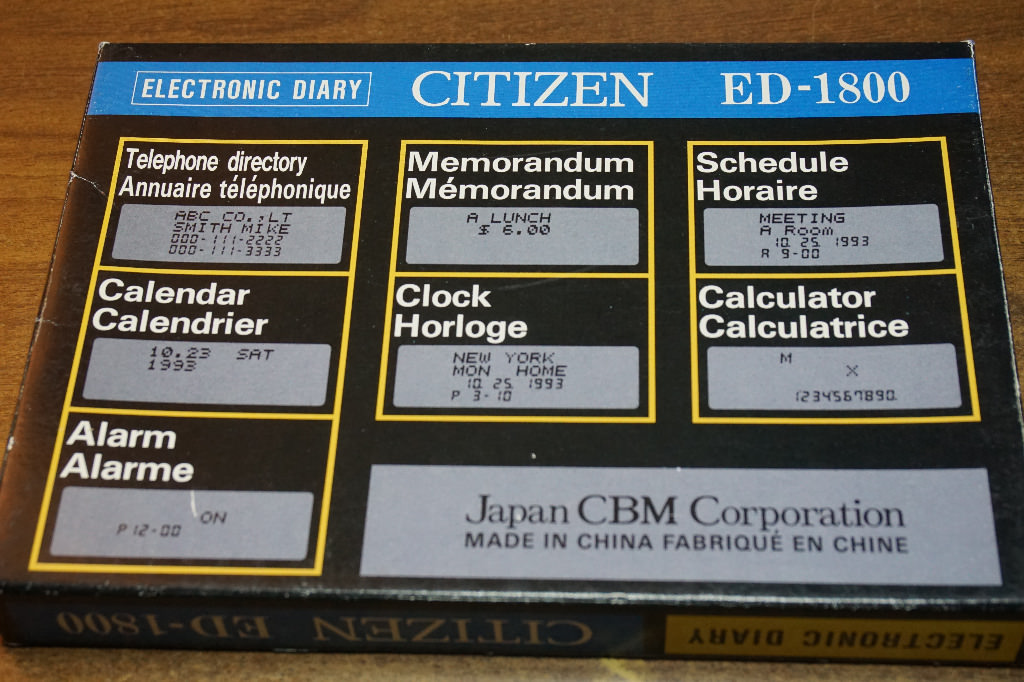 ELECTRONIC DIARY CITIZEN ED-1800
Telephone directory
Annuaire téléphonique
ABC CO.,LT
SMITH MIKE
000-111-2222
000-111-3333
Memorandum
Mémorandum
A LUNCH
$ 6.00
Schedule
Horaire
MEETING
A Room
10. 25. 1993
A 9-00
Calendar
Calendrier
10.23 SAT
1993
Clock
Horloge
NEW YORK
MON HOME
10. 25. 1993
P 3-10
Calculator
Calculatrice
M
X
1234567890.
Alarm
Alarme
ON
P 12-00
Japan CBM Corporation
MADE IN CHINA FABRIQUÉ EN CHINE
ELECTRONIC DIARY CITIZEN ED-1800